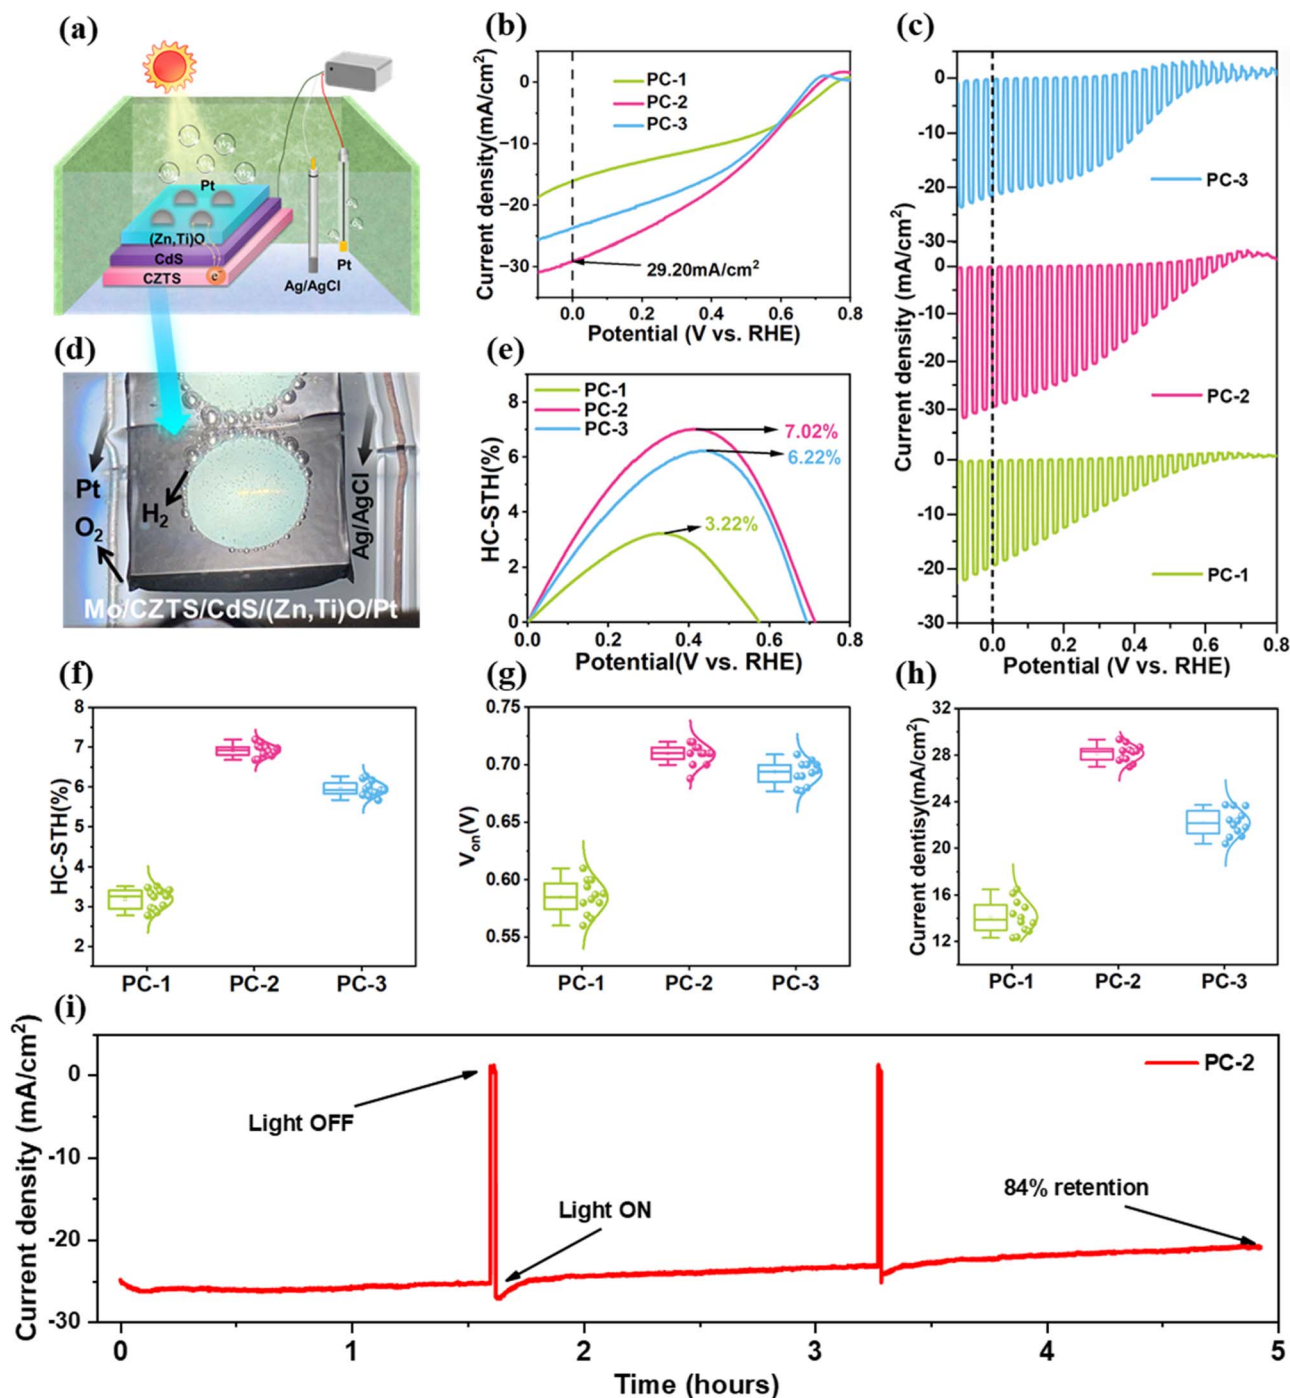 (a)
H₂
H₂
H₂
H₂
H₂
Pt
(Zn,Ti)O
CdS
CZTS
e⁻
Ag/AgCl
Pt
(b)
Current density(mA/cm²)
0
-10
-20
-30
PC-1
PC-2
PC-3
29.20mA/cm²
0.0 0.2 0.4 0.6 0.8
Potential (V vs. RHE)
(c)
Current density (mA/cm²)
0
-10
-20
-30
PC-3
0
-10
-20
-30
PC-2
0
-10
-20
-30
PC-1
0.0 0.2 0.4 0.6 0.8
Potential (V vs. RHE)
(d)
Pt
O₂
H₂
Ag/AgCl
Mo/CZTS/CdS/(Zn,Ti)O/Pt
(e)
HC-STH(%)
8
6
4
2
0
PC-1
PC-2
PC-3
7.02%
6.22%
3.22%
0.0 0.2 0.4 0.6 0.8
Potential(V vs. RHE)
(f)
HC-STH(%)
8
7
6
5
4
3
2
PC-1 PC-2 PC-3
(g)
Vₒₙ(V)
0.75
0.70
0.65
0.60
0.55
PC-1 PC-2 PC-3
(h)
Current dentisy(mA/cm²)
32
28
24
20
16
12
PC-1 PC-2 PC-3
(i)
Current density (mA/cm²)
0
-10
-20
-30
PC-2
Light OFF
Light ON
84% retention
0 1 2 3 4 5
Time (hours)